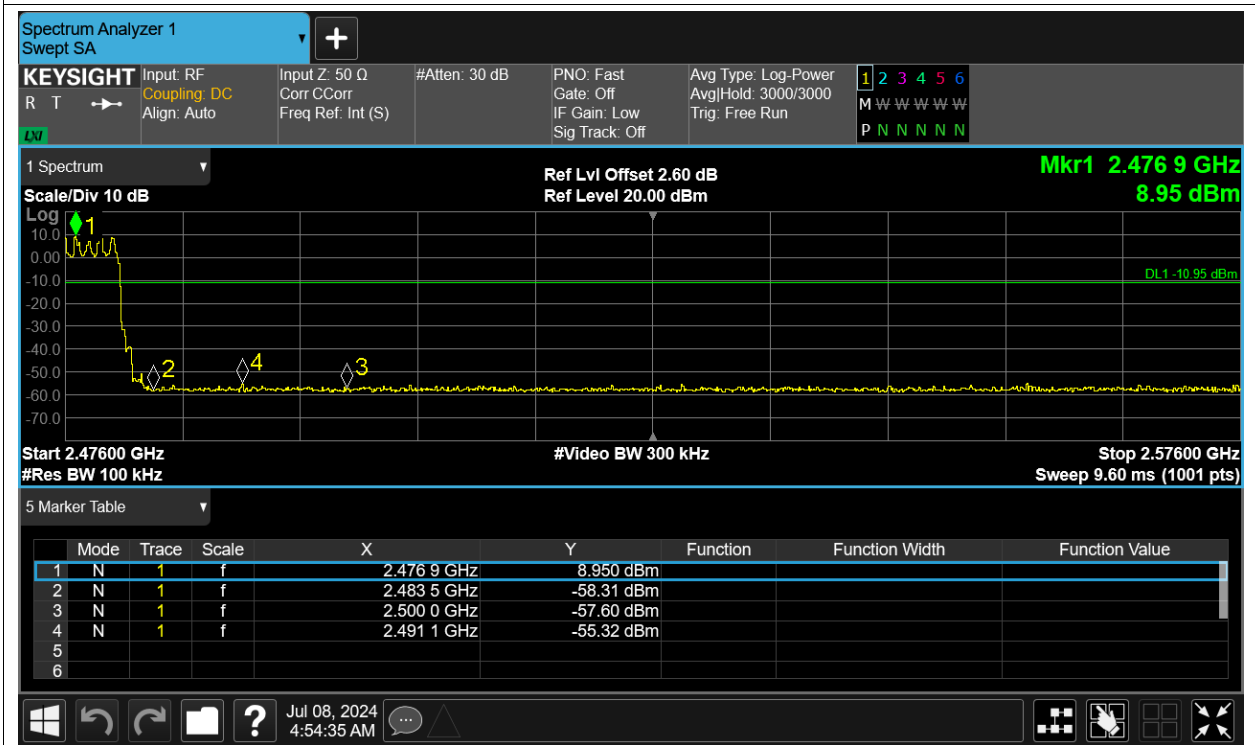 Spectrum Analyzer 1
Swept SA
+
KEYSIGHT
R T
LXI
Input: RF
Coupling: DC
Align: Auto
Input Z: 50 Ω
Corr CCorr
Freq Ref: Int (S)
#Atten: 30 dB
PNO: Fast
Gate: Off
IF Gain: Low
Sig Track: Off
Avg Type: Log-Power
Avg|Hold: 3000/3000
Trig: Free Run
1 2 3 4 5 6
M W W W W W
P N N N N N
1 Spectrum
Scale/Div 10 dB
Ref Lvl Offset 2.60 dB
Ref Level 20.00 dBm
Mkr1 2.476 9 GHz
8.95 dBm
Log
1
10.0
0.00
-10.0
DL1 -10.95 dBm
-20.0
-30.0
-40.0
-50.0
2
4
3
-60.0
-70.0
Start 2.47600 GHz
#Video BW 300 kHz
Stop 2.57600 GHz
#Res BW 100 kHz
Sweep 9.60 ms (1001 pts)
5 Marker Table
Mode Trace Scale X Y Function Function Width Function Value
1 N 1 f 2.476 9 GHz 8.950 dBm
2 N 1 f 2.483 5 GHz -58.31 dBm
3 N 1 f 2.500 0 GHz -57.60 dBm
4 N 1 f 2.491 1 GHz -55.32 dBm
5
6
?
Jul 08, 2024
4:54:35 AM